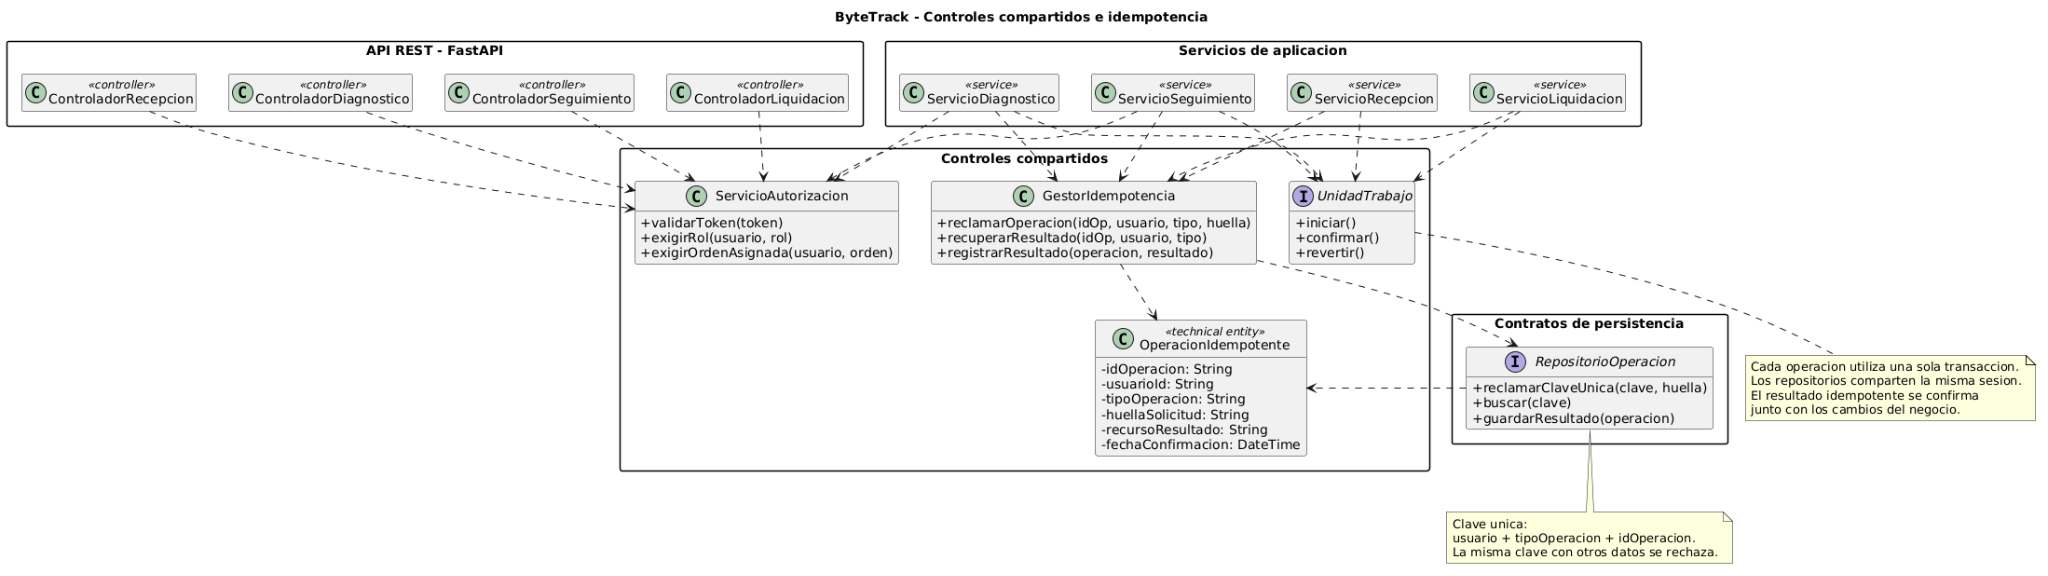 ByteTrack - Controles compartidos e idempotencia
API REST - FastAPI
«controller»
ControladorRecepcion
«controller»
ControladorDiagnostico
«controller»
ControladorSeguimiento
«controller»
ControladorLiquidacion
Servicios de aplicacion
«service»
ServicioDiagnostico
«service»
ServicioSeguimiento
«service»
ServicioRecepcion
«service»
ServicioLiquidacion
Controles compartidos
ServicioAutorizacion
+validarToken(token)
+exigirRol(usuario, rol)
+exigirOrdenAsignada(usuario, orden)
GestorIdempotencia
+reclamarOperacion(idOp, usuario, tipo, huella)
+recuperarResultado(idOp, usuario, tipo)
+registrarResultado(operacion, resultado)
UnidadTrabajo
+iniciar()
+confirmar()
+revertir()
«technical entity»
OperacionIdempotente
-idOperacion: String
-usuarioId: String
-tipoOperacion: String
-huellaSolicitud: String
-recursoResultado: String
-fechaConfirmacion: DateTime
Contratos de persistencia
RepositorioOperacion
+reclamarClaveUnica(clave, huella)
+buscar(clave)
+guardarResultado(operacion)
Cada operacion utiliza una sola transaccion.
Los repositorios comparten la misma sesion.
El resultado idempotente se confirma
junto con los cambios del negocio.
Clave unica:
usuario + tipoOperacion + idOperacion.
La misma clave con otros datos se rechaza.
C
C
C
C
C
C
C
C
C
C
I
C
I